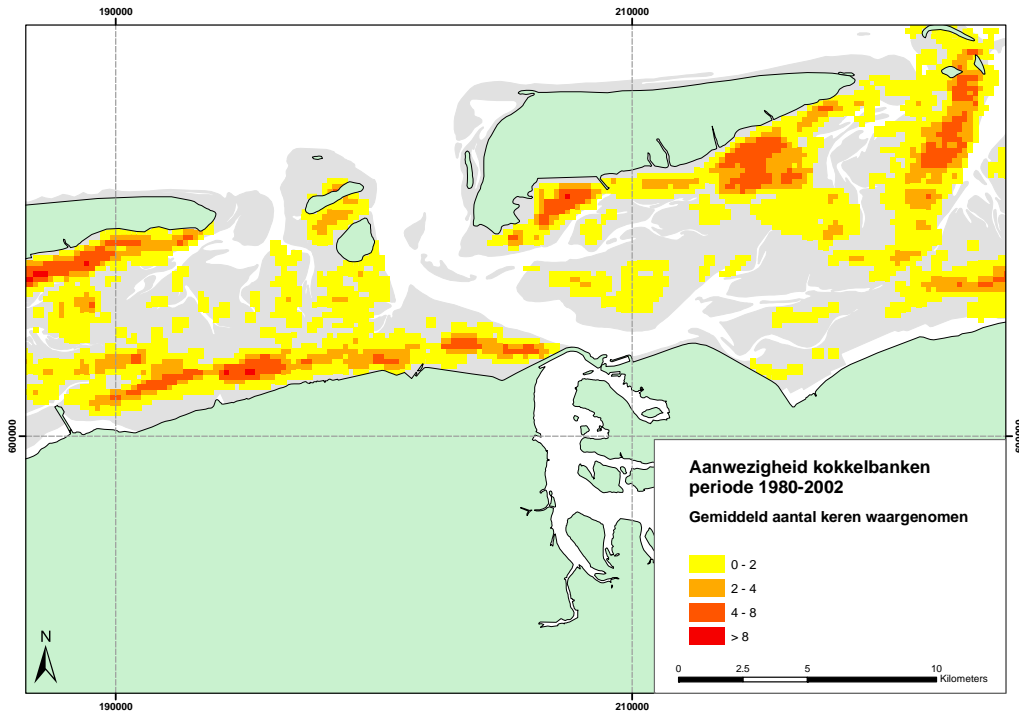 190000
210000
600000
600000
Aanwezigheid kokkelbanken
periode 1980-2002
Gemiddeld aantal keren waargenomen
0 - 2
2 - 4
4 - 8
> 8
N
0
2.5
5
10
Kilometers
190000
210000